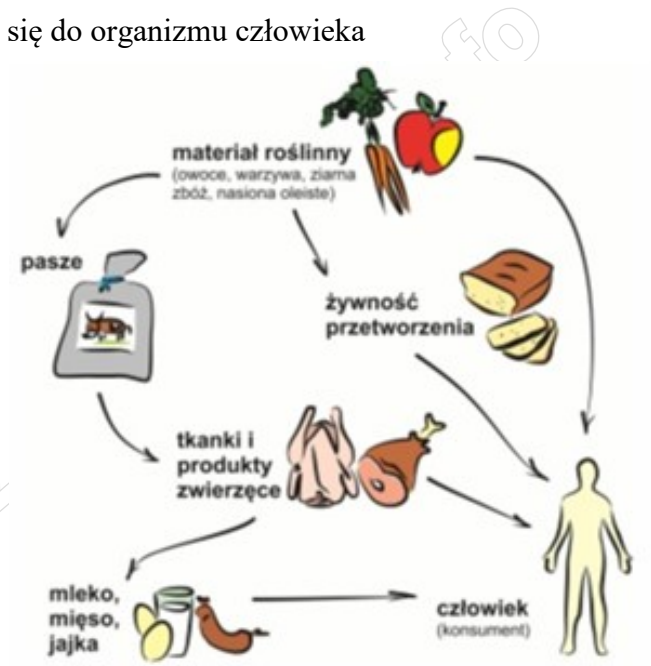 się do organizmu człowieka
materiał roślinny
(owoce, warzywa, ziarna
zbóż, nasiona oleiste)
pasze
żywność
przetworzenia
tkanki i
produkty
zwierzęce
mleko,
mięso,
jajka
człowiek
(konsument)